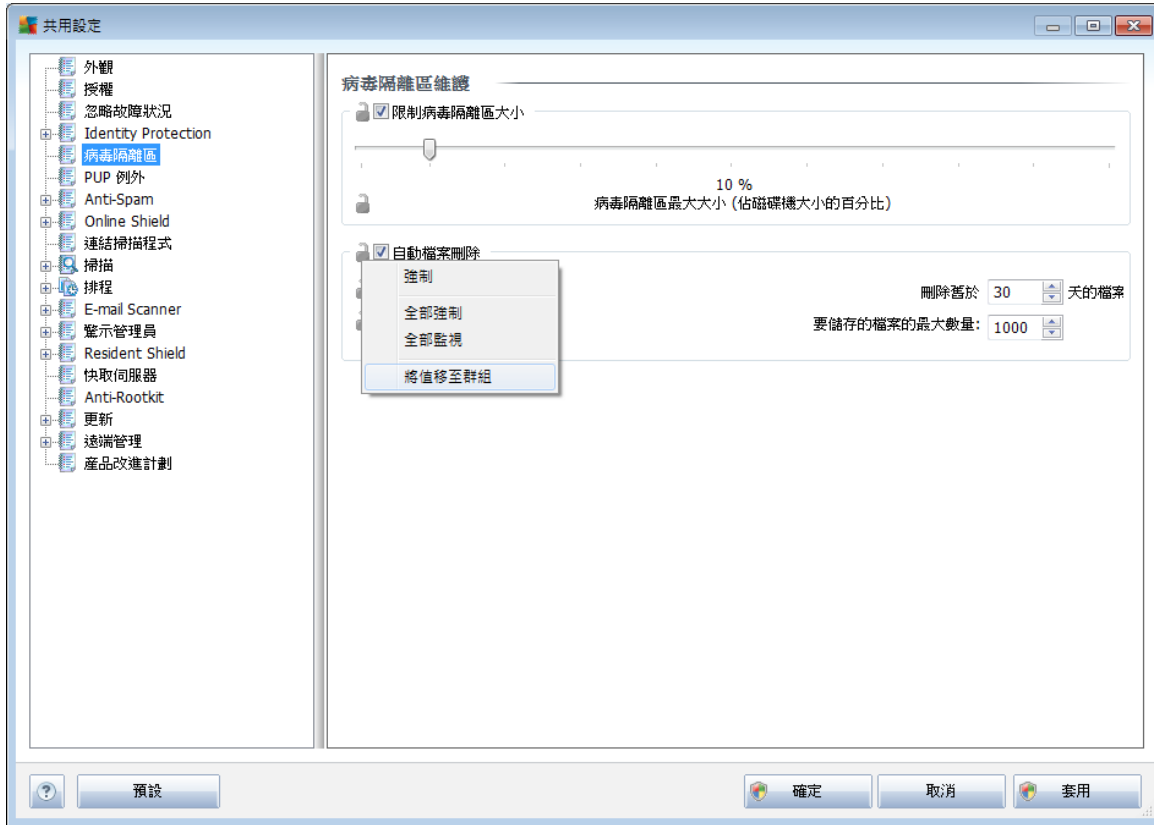 共用設定
外觀
授權
忽略故障狀況
Identity Protection
病毒隔離區
PUP 例外
Anti-Spam
Online Shield
連結掃描程式
掃描
排程
E-mail Scanner
警示管理員
Resident Shield
快取伺服器
Anti-Rootkit
更新
遠端管理
產品改進計劃
病毒隔離區維護
限制病毒隔離區大小
10 %
病毒隔離區最大大小 (佔磁碟機大小的百分比)
自動檔案刪除
刪除舊於 30 天的檔案
要儲存的檔案的最大數量: 1000
強制
全部強制
全部監視
將值移至群組
? 預設 確定 取消 套用